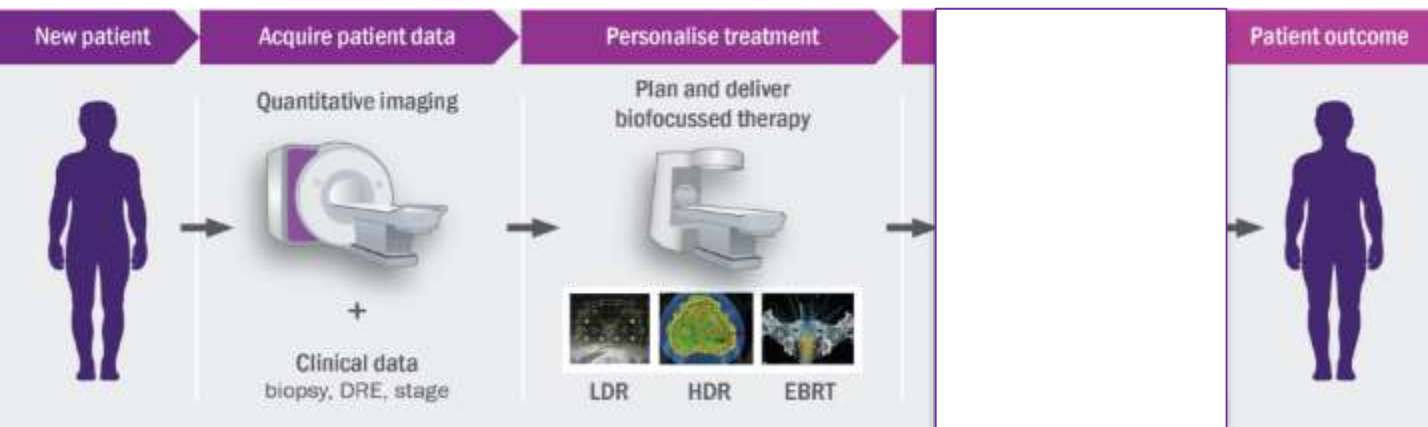 New patient
Acquire patient data
Personalise treatment
Patient outcome
Quantitative imaging
+
Clinical data
biopsy, DRE, stage
Plan and deliver
biofocussed therapy
LDR HDR EBRT